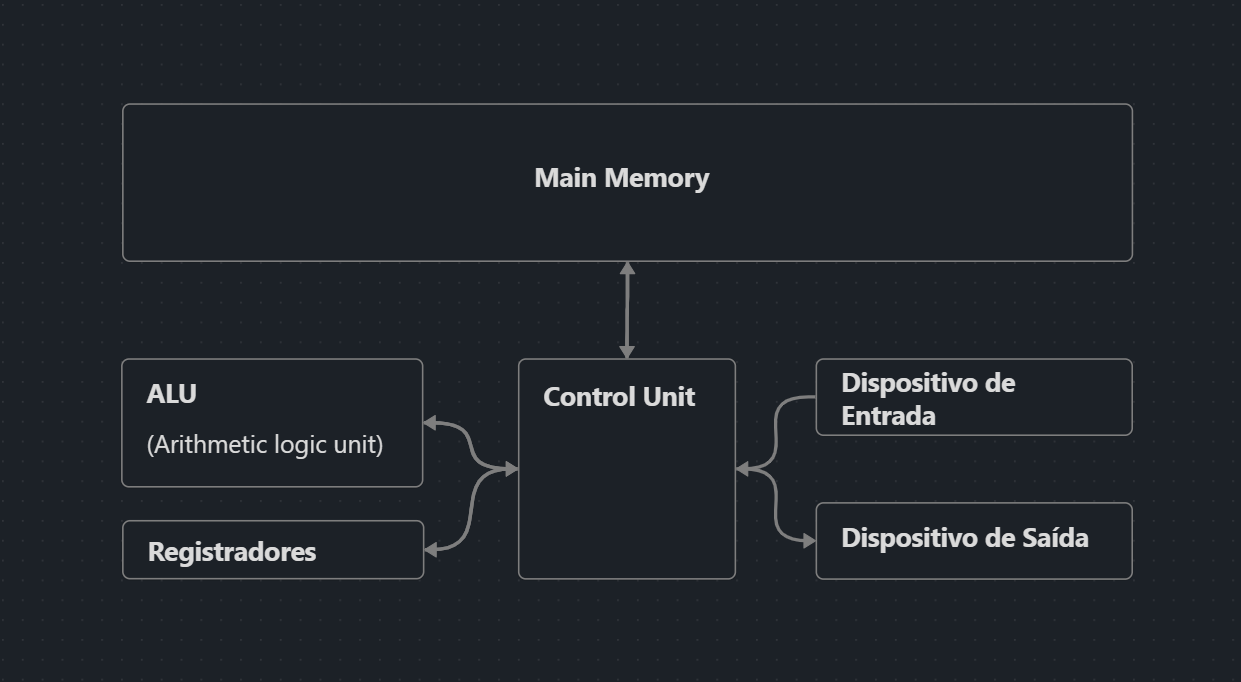 Main Memory
ALU
(Arithmetic logic unit)
Registradores
Control Unit
Dispositivo de
Entrada
Dispositivo de Saída